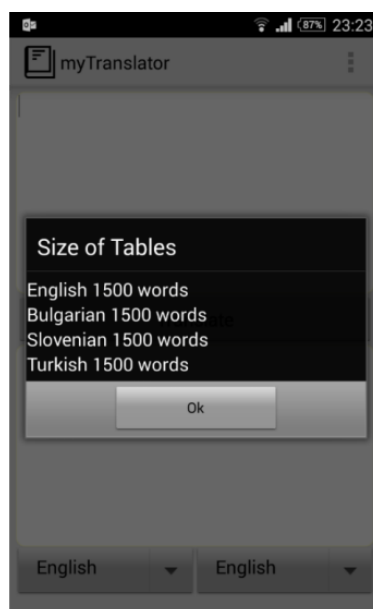 87% 23:23
myTranslator
Size of Tables
English 1500 words
Bulgarian 1500 words
Slovenian 1500 words
Turkish 1500 words
Ok
English English